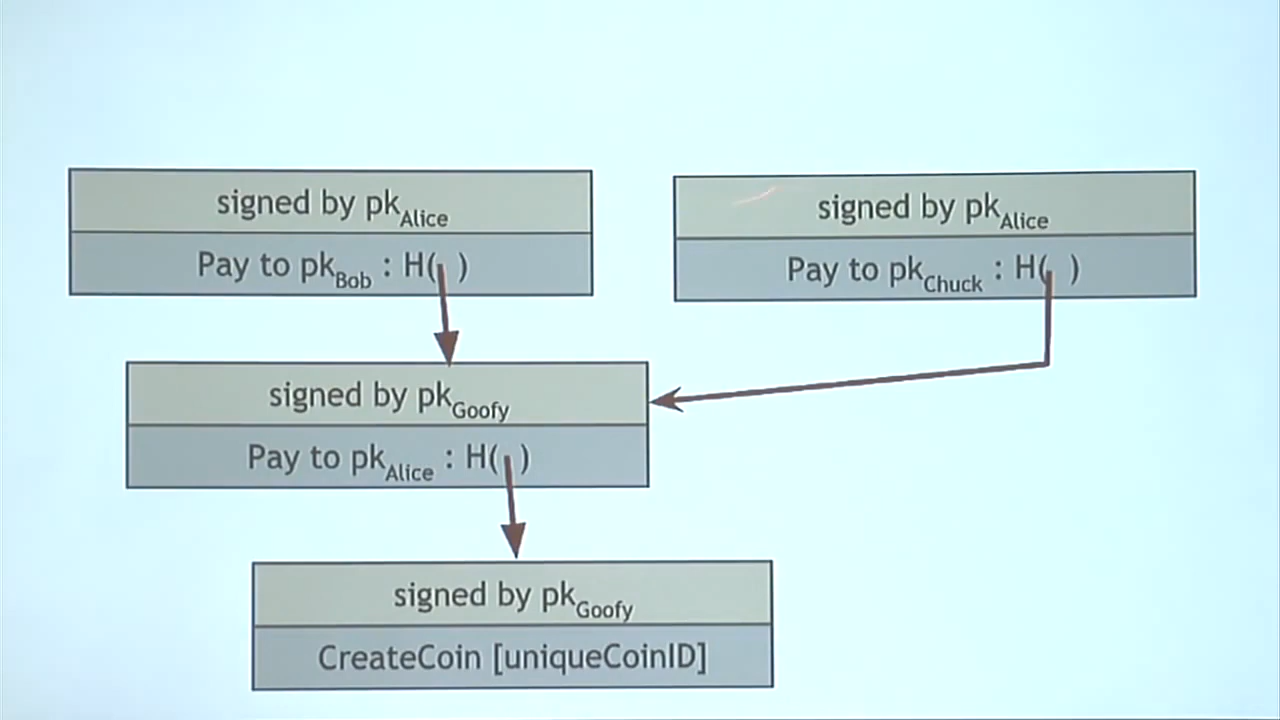 signed by pkAlice
Pay to pkBob : H( )
signed by pkAlice
Pay to pkChuck : H( )
signed by pkGoofy
Pay to pkAlice : H( )
signed by pkGoofy
CreateCoin [uniqueCoinID]